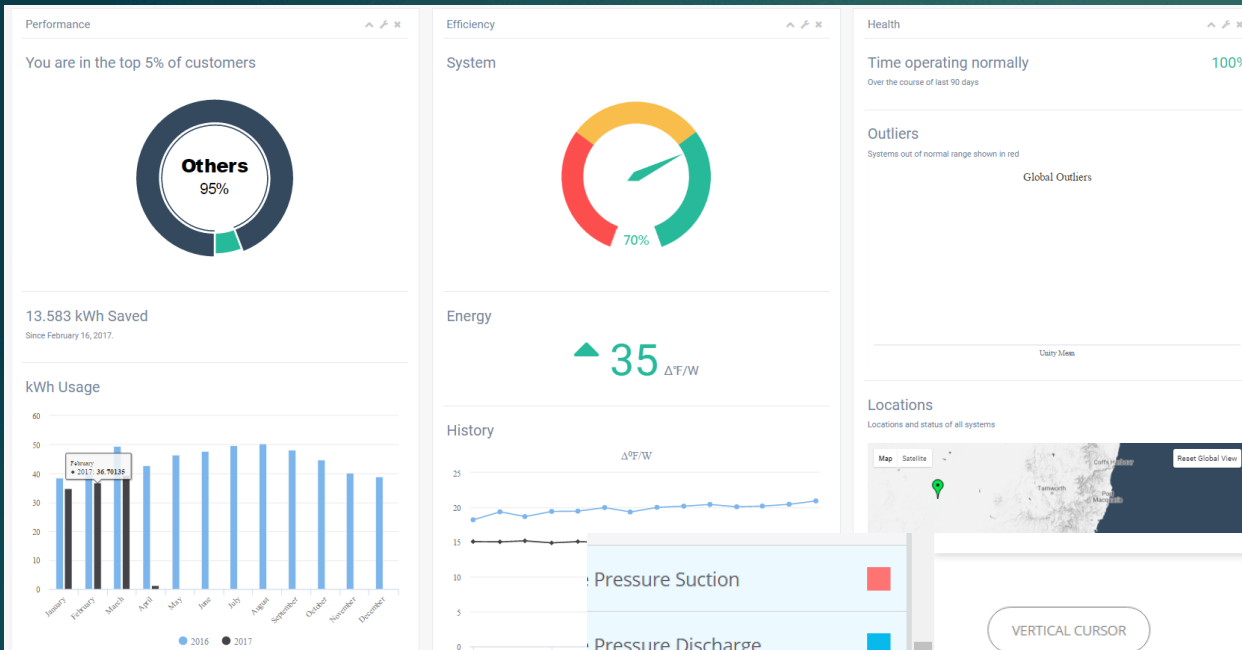 Performance
You are in the top 5% of customers
Others
95%
13.583 kWh Saved
Since February 16, 2017.
kWh Usage
60
50
40
30
20
10
0
February
2017: 36.70135
January
February
March
April
May
June
July
August
September
October
November
December
2016
2017
Efficiency
System
70%
Energy
35 Δ°F/W
History
Δ⁰F/W
25
20
15
10
5
0
Pressure Suction
Pressure Discharge
Health
Time operating normally
100%
Over the course of last 90 days
Outliers
Systems out of normal range shown in red
Global Outliers
Unity Mean
Locations
Locations and status of all systems
Map
Satellite
Reset Global View
Coffs Harbour
Tamworth
Port
Macquarie
VERTICAL CURSOR